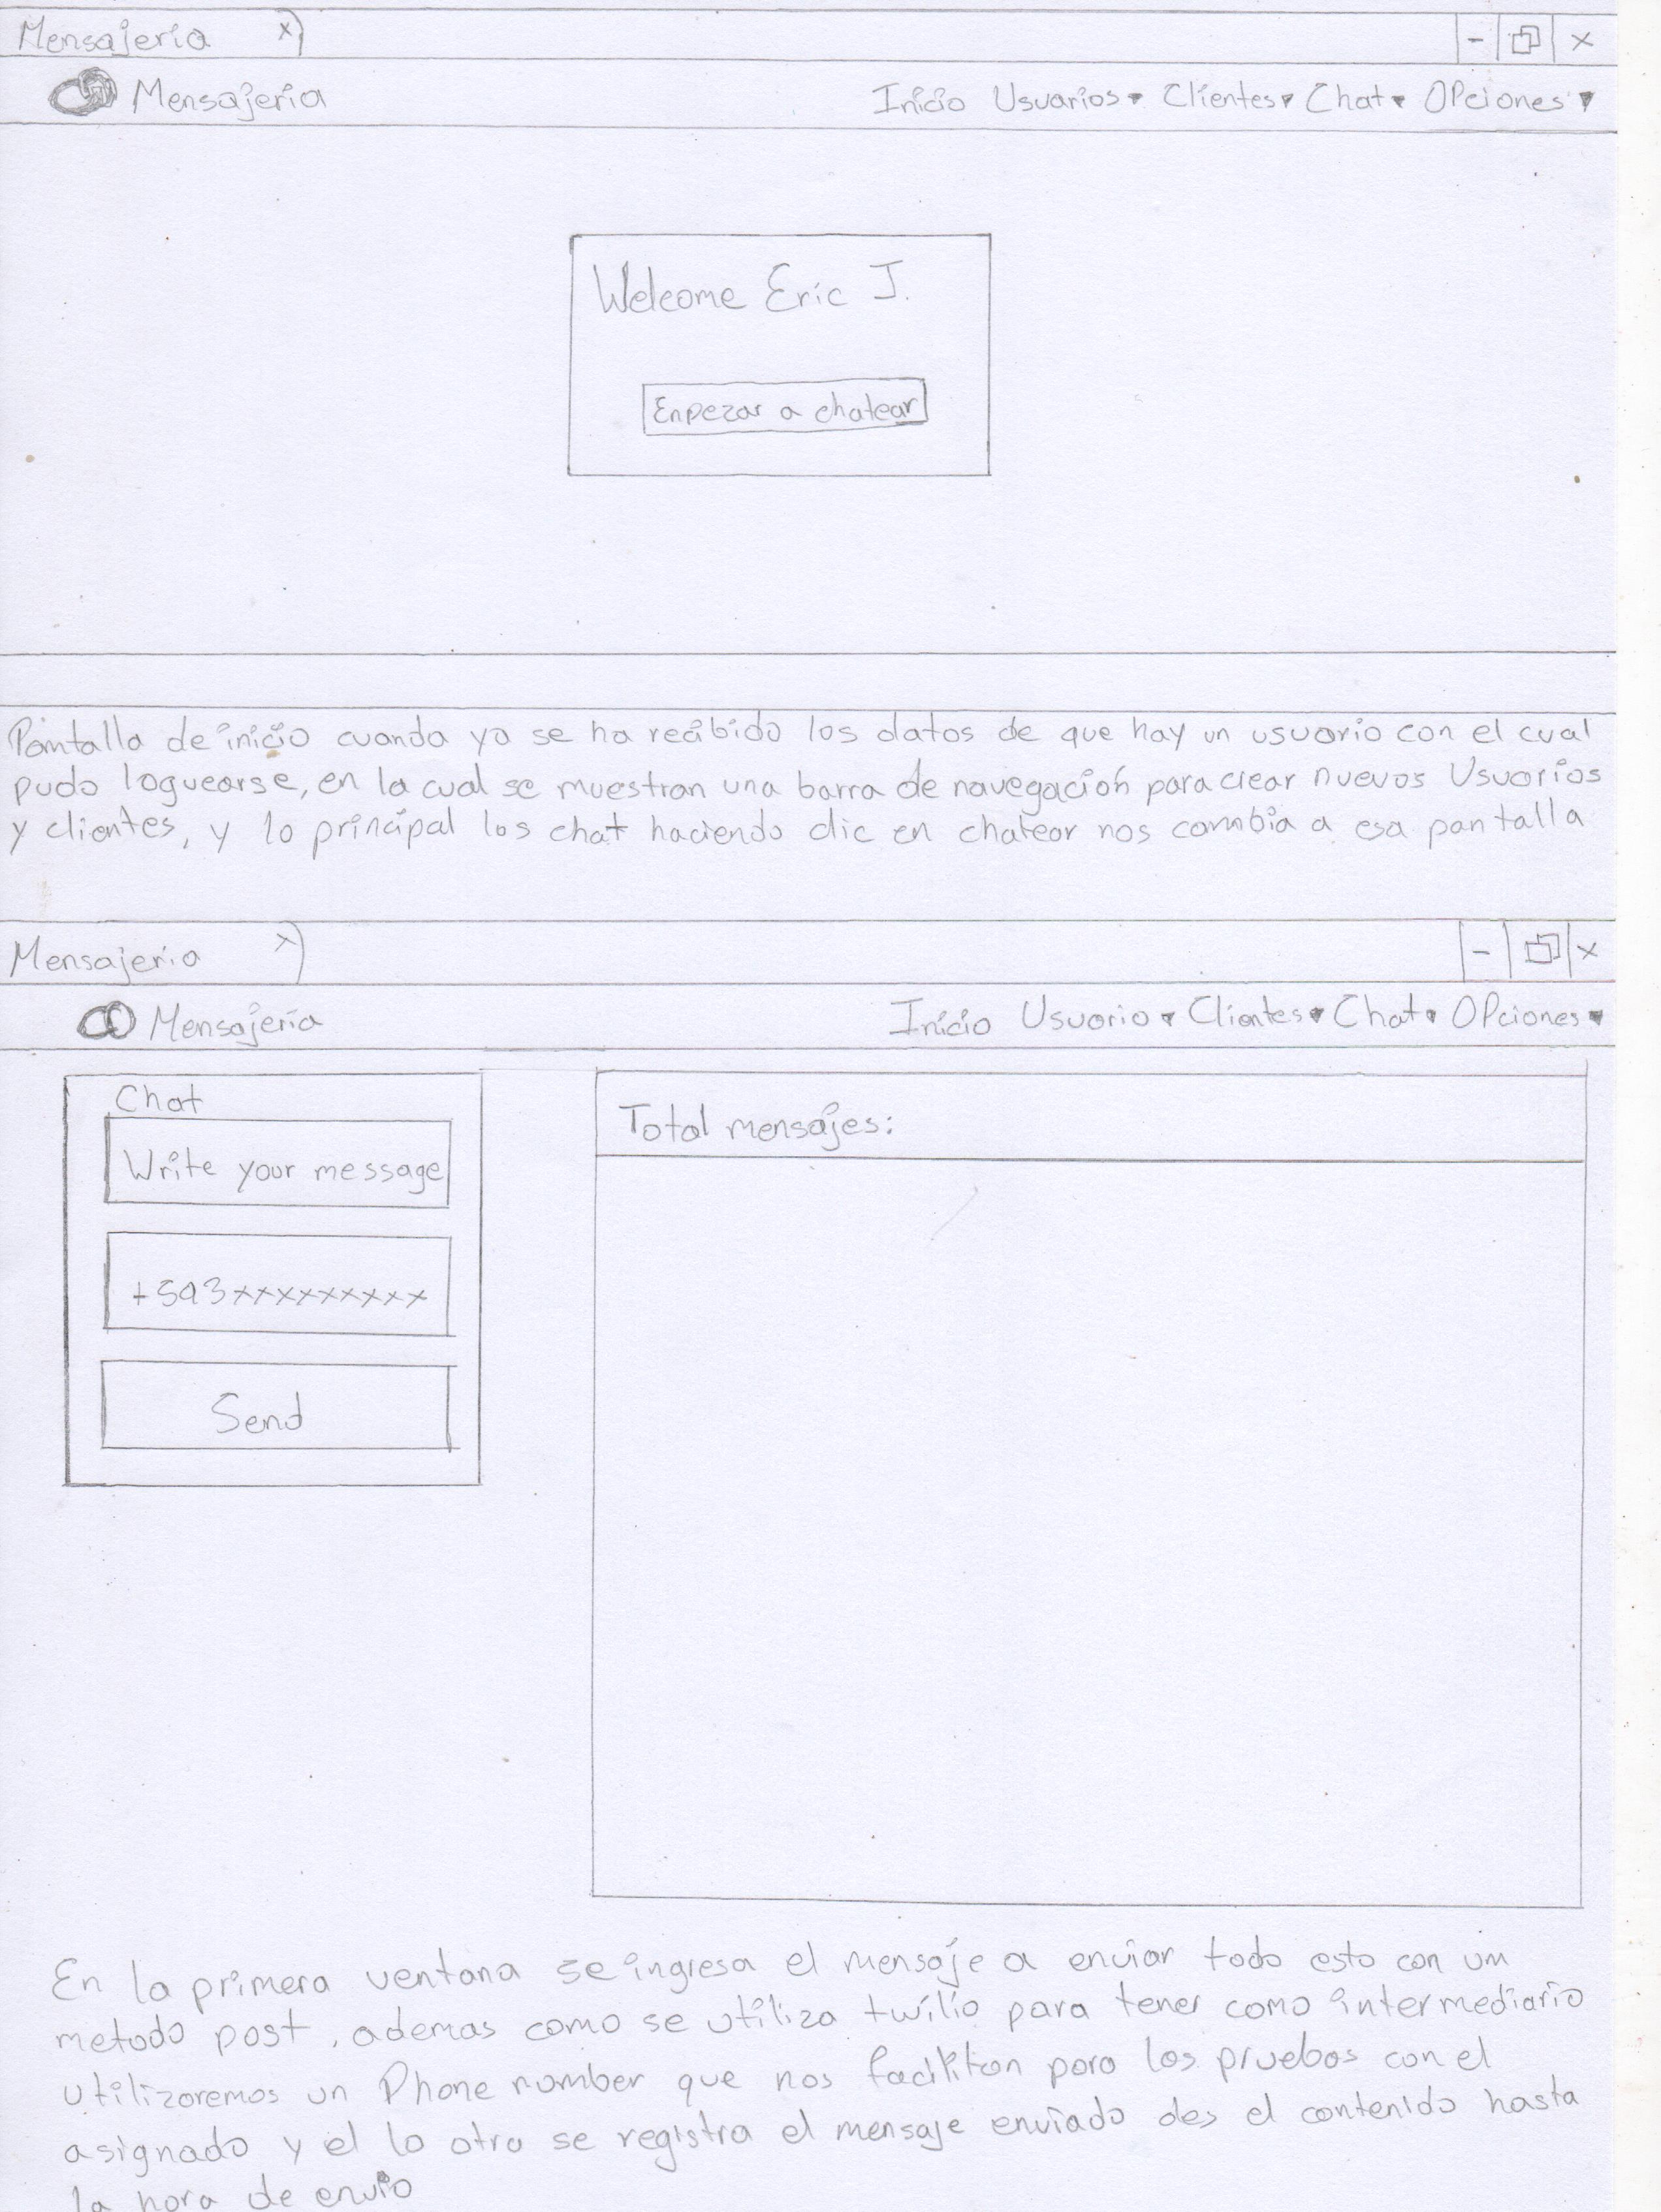 Mensajeria x
- x
Mensajeria Inicio Usuarios Clientes Chat Opciones
Welcome Eric J.
Enpezar a chatear
Pantalla de inicio cuando ya se ha recibido los datos de que hay un usuario con el cual
pudo loguearse, en la cual se muestran una barra de navegación para crear nuevos Usuarios
y clientes, y lo principal los chat haciendo clic en chatear nos cambia a esa pantalla
Mensajeria x
- x
Mensajeria Inicio Usuario Clientes Chat Opciones
Chat
Write your message
+593xxxxxxxxx
Send
Total mensajes:
En la primera ventana se ingresa el mensaje a enviar todo esto con un
metodo post, ademas como se utiliza twilio para tener como intermediario
utilizaremos un Phone number que nos facilitan para las pruebas con el
asignado y el lo otro se registra el mensaje enviado des el contenido hasta
la hora de envio